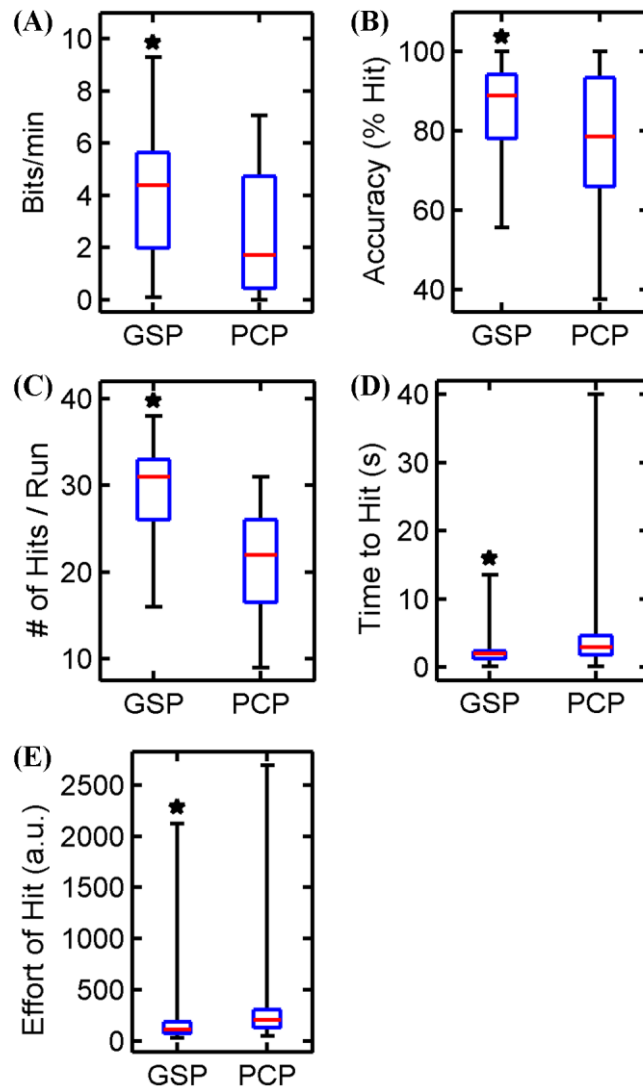 (A)
Bits/min
10
8
6
4
2
0
GSP PCP
(B)
Accuracy (% Hit)
100
80
60
40
GSP PCP
(C)
# of Hits / Run
40
30
20
10
GSP PCP
(D)
Time to Hit (s)
40
20
0
GSP PCP
(E)
Effort of Hit (a.u.)
2500
2000
1500
1000
500
0
GSP PCP